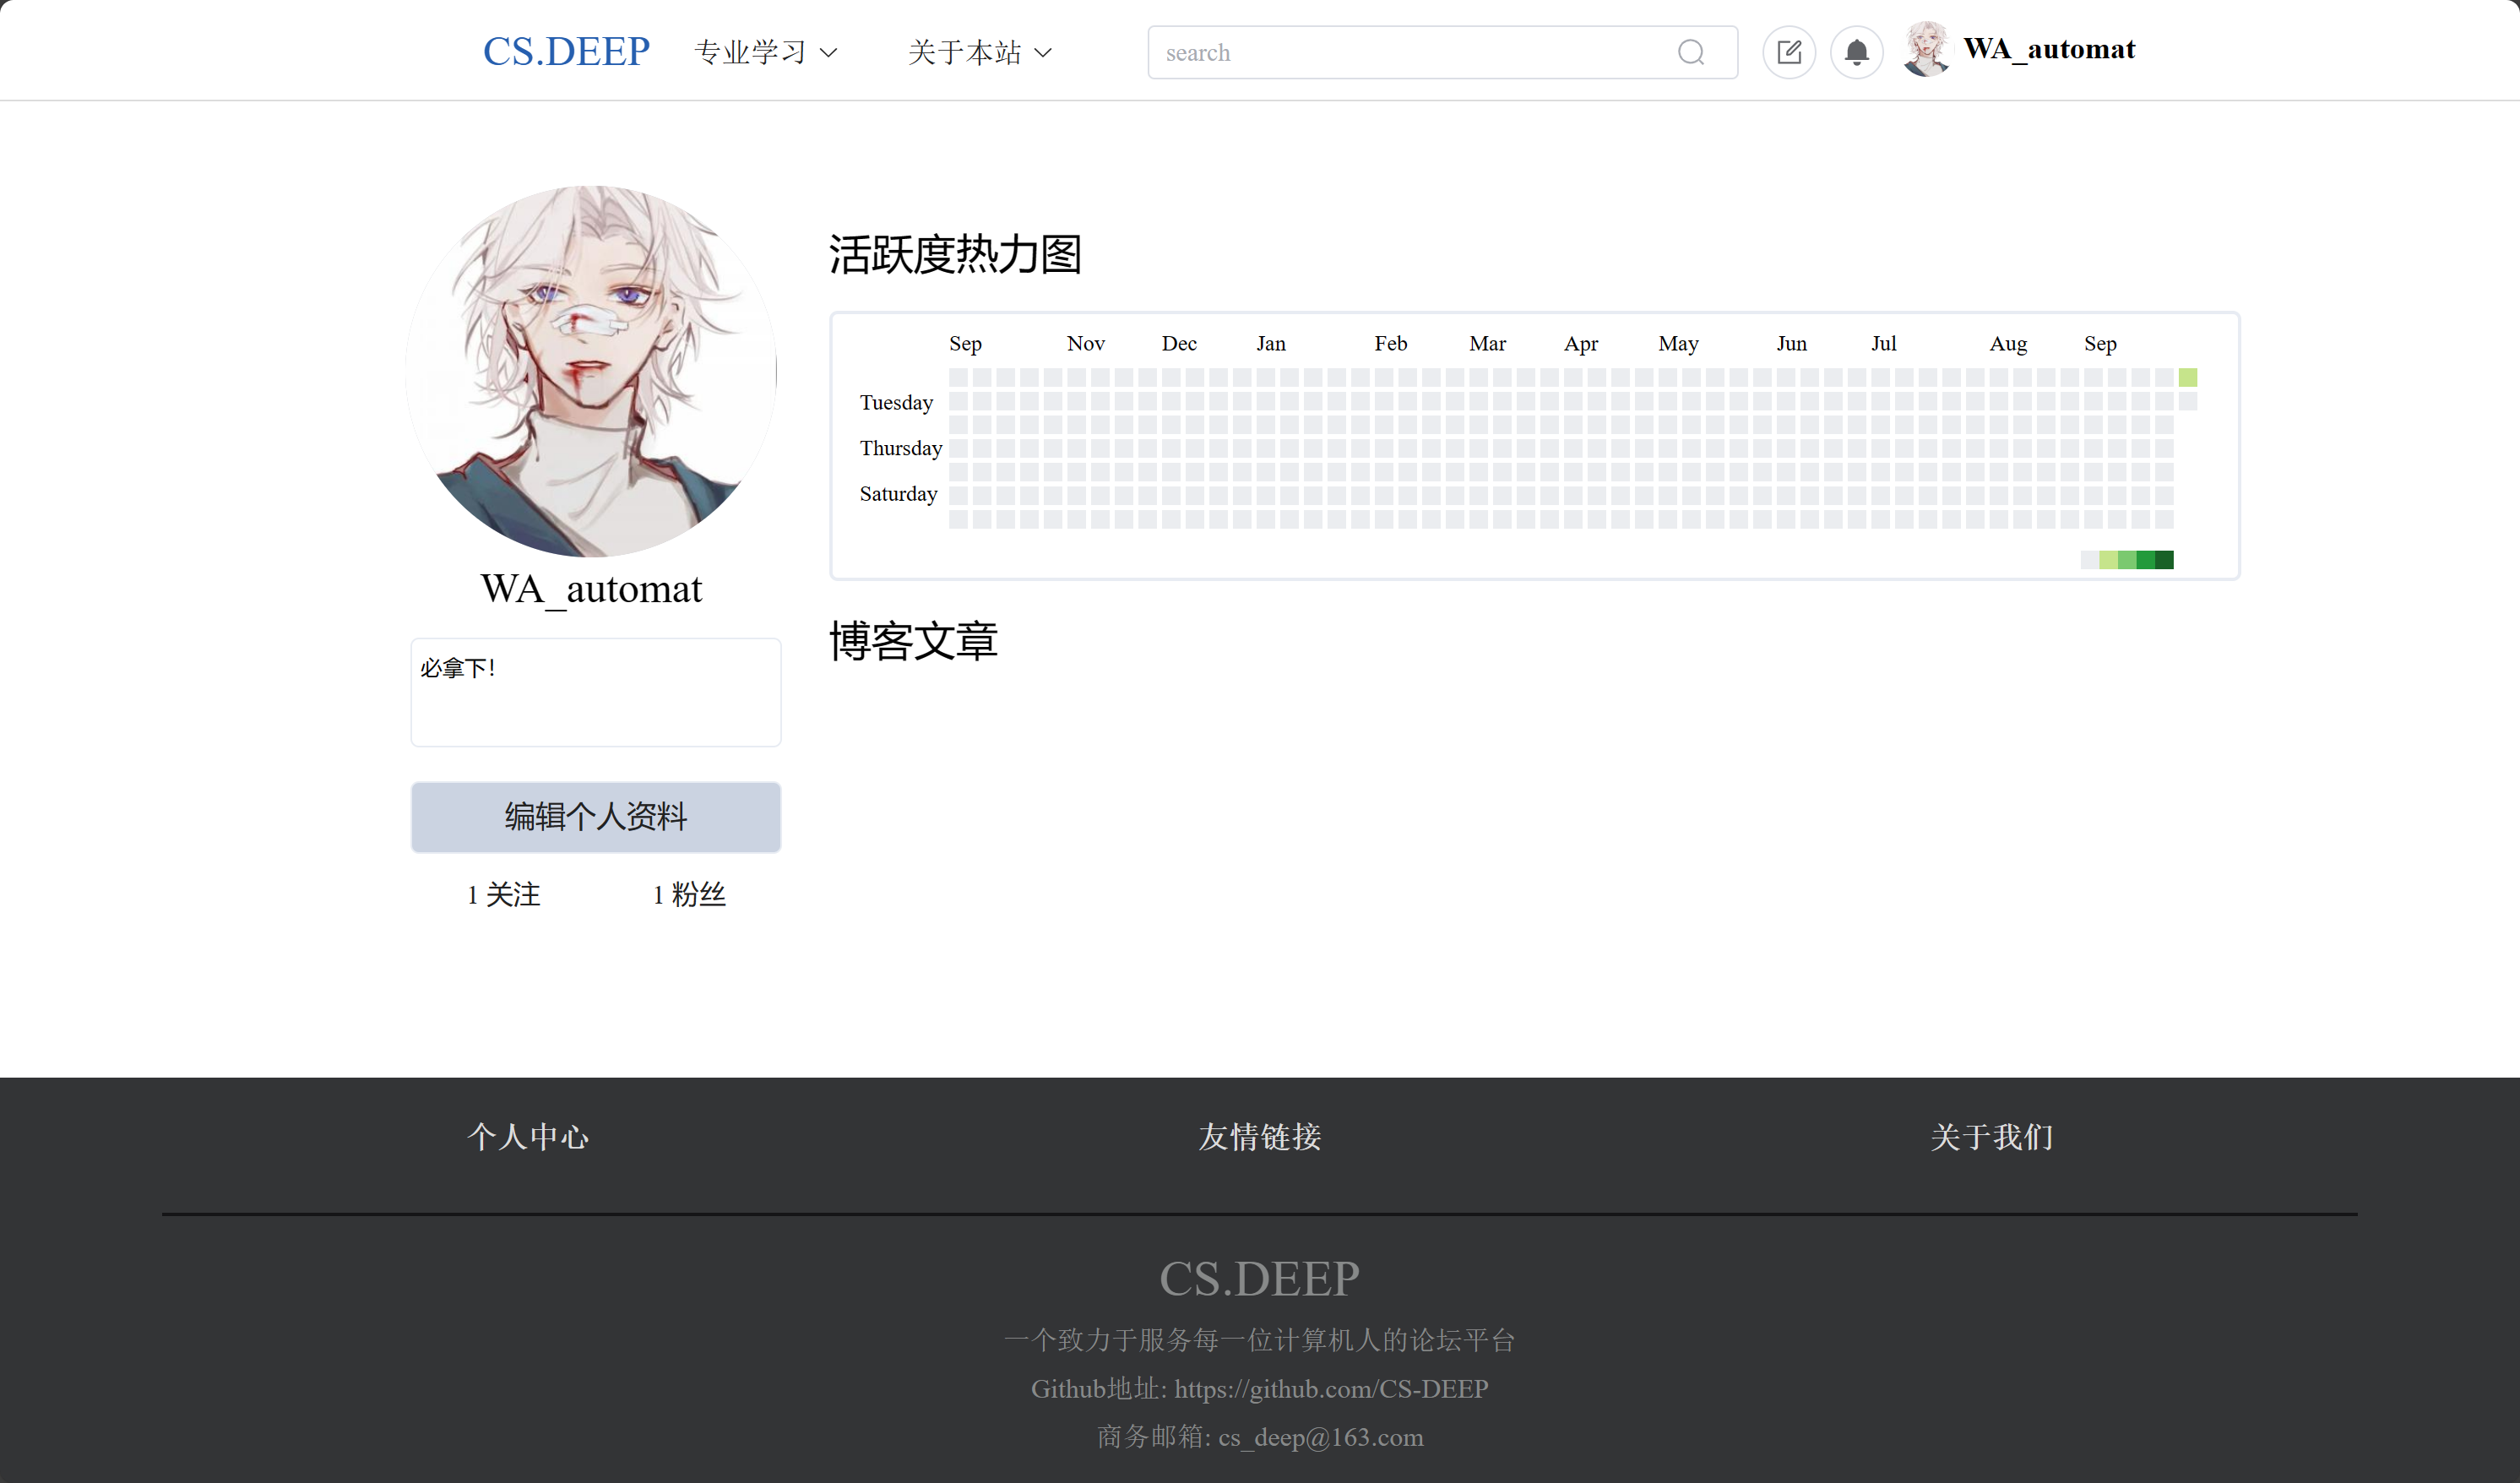 CS.DEEP 专业学习 关于本站 search WA_automat
活跃度热力图
Sep Nov Dec Jan Feb Mar Apr May Jun Jul Aug Sep
Tuesday
Thursday
Saturday
WA_automat
必拿下!
编辑个人资料
1 关注 1 粉丝
博客文章
个人中心 友情链接 关于我们
CS.DEEP
一个致力于服务每一位计算机人的论坛平台
Github地址: https://github.com/CS-DEEP
商务邮箱: cs_deep@163.com